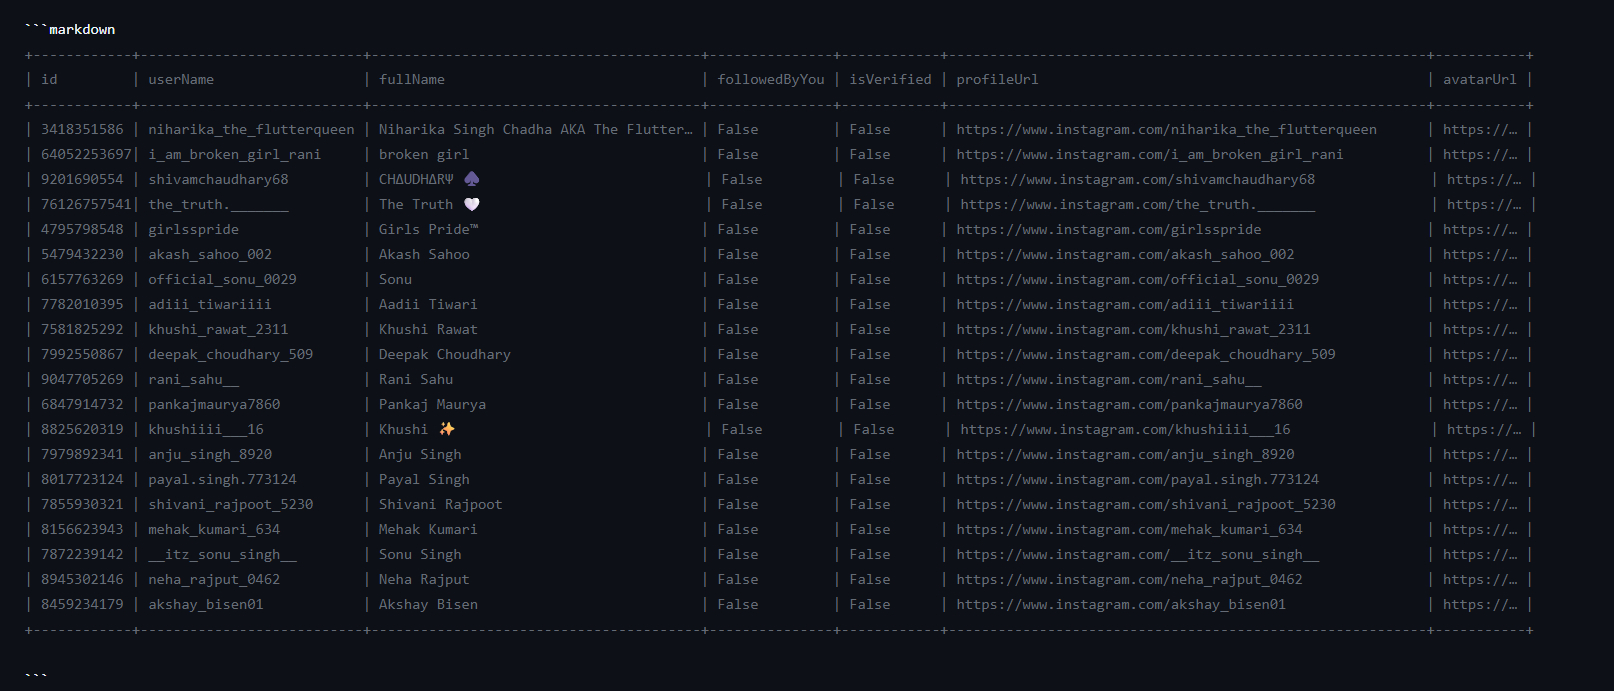 ```markdown
+------------+---------------------------+----------------------------------------+---------------+------------+----------------------------------------------------------+-----------+
| id         | userName                  | fullName                               | followedByYou | isVerified | profileUrl                                               | avatarUrl |
+------------+---------------------------+----------------------------------------+---------------+------------+----------------------------------------------------------+-----------+
| 3418351586 | niharika_the_flutterqueen | Niharika Singh Chadha AKA The Flutter… | False         | False      | https://www.instagram.com/niharika_the_flutterqueen      | https://… |
| 64052253697| i_am_broken_girl_rani     | broken girl                            | False         | False      | https://www.instagram.com/i_am_broken_girl_rani          | https://… |
| 9201690554 | shivamchaudhary68         | CHΔUDHΔRΨ ♠️                            | False         | False      | https://www.instagram.com/shivamchaudhary68              | https://… |
| 76126757541| the_truth._______         | The Truth 🤍                            | False         | False      | https://www.instagram.com/the_truth._______              | https://… |
| 4795798548 | girlsspride               | Girls Pride™                           | False         | False      | https://www.instagram.com/girlsspride                    | https://… |
| 5479432230 | akash_sahoo_002           | Akash Sahoo                            | False         | False      | https://www.instagram.com/akash_sahoo_002                | https://… |
| 6157763269 | official_sonu_0029        | Sonu                                   | False         | False      | https://www.instagram.com/official_sonu_0029             | https://… |
| 7782010395 | adiii_tiwariiii           | Aadii Tiwari                           | False         | False      | https://www.instagram.com/adiii_tiwariiii                | https://… |
| 7581825292 | khushi_rawat_2311         | Khushi Rawat                           | False         | False      | https://www.instagram.com/khushi_rawat_2311              | https://… |
| 7992550867 | deepak_choudhary_509      | Deepak Choudhary                       | False         | False      | https://www.instagram.com/deepak_choudhary_509           | https://… |
| 9047705269 | rani_sahu__               | Rani Sahu                              | False         | False      | https://www.instagram.com/rani_sahu__                    | https://… |
| 6847914732 | pankajmaurya7860          | Pankaj Maurya                          | False         | False      | https://www.instagram.com/pankajmaurya7860               | https://… |
| 8825620319 | khushiiii___16            | Khushi ✨                               | False         | False      | https://www.instagram.com/khushiiii___16                 | https://… |
| 7979892341 | anju_singh_8920           | Anju Singh                             | False         | False      | https://www.instagram.com/anju_singh_8920                | https://… |
| 8017723124 | payal.singh.773124        | Payal Singh                            | False         | False      | https://www.instagram.com/payal.singh.773124             | https://… |
| 7855930321 | shivani_rajpoot_5230      | Shivani Rajpoot                        | False         | False      | https://www.instagram.com/shivani_rajpoot_5230           | https://… |
| 8156623943 | mehak_kumari_634          | Mehak Kumari                           | False         | False      | https://www.instagram.com/mehak_kumari_634               | https://… |
| 7872239142 | __itz_sonu_singh__        | Sonu Singh                             | False         | False      | https://www.instagram.com/__itz_sonu_singh__             | https://… |
| 8945302146 | neha_rajput_0462          | Neha Rajput                            | False         | False      | https://www.instagram.com/neha_rajput_0462               | https://… |
| 8459234179 | akshay_bisen01            | Akshay Bisen                           | False         | False      | https://www.instagram.com/akshay_bisen01                 | https://… |
+------------+---------------------------+----------------------------------------+---------------+------------+----------------------------------------------------------+-----------+
```